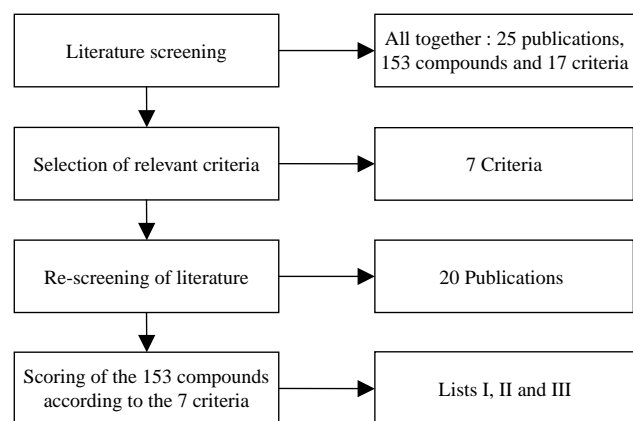 Literature screening
All together : 25 publications,
153 compounds and 17 criteria
Selection of relevant criteria
7 Criteria
Re-screening of literature
20 Publications
Scoring of the 153 compounds
according to the 7 criteria
Lists I, II and III